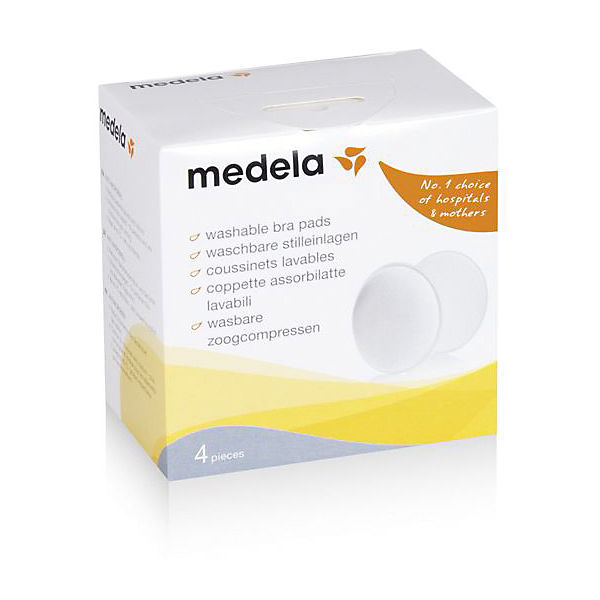 medela
medela
medela
No. 1 choice
of hospitals
& mothers
washable bra pads
waschbare stilleinlagen
coussinets lavables
coppette assorbilatte
lavabili
wasbare
zoogcompressen
4 pieces